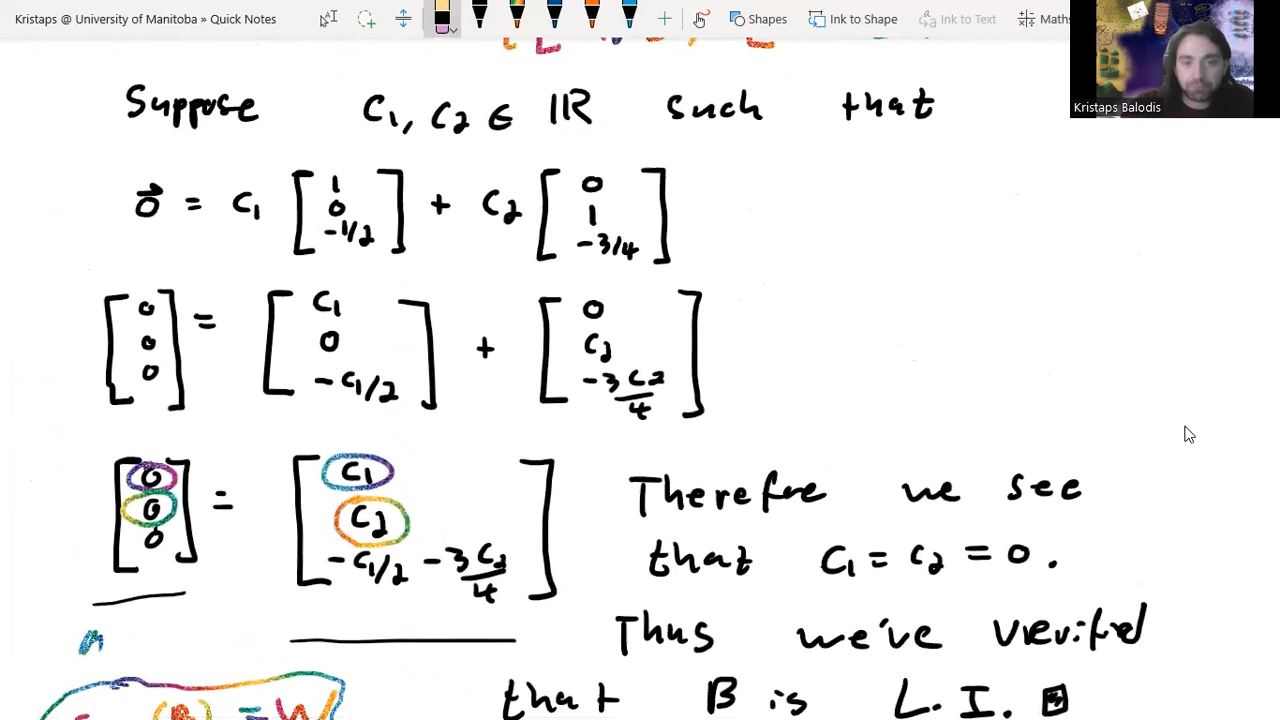 Kristaps @ University of Manitoba » Quick Notes
Shapes
Ink to Shape
Ink to Text
Maths
Kristaps Balodis
Suppose c1, c2 ∈ ℝ such that
0⃗ = c1 [1 0 -1/2] + c2 [0 1 -3/4]
[0 0 0] = [c1 0 -c1/2] + [0 c2 -3c2/4]
[0 0 0] = [c1 c2 -c1/2 -3c2/4]
Therefore we see
that c1 = c2 = 0.
Thus we've verified
that B is L.I.
(B) = W